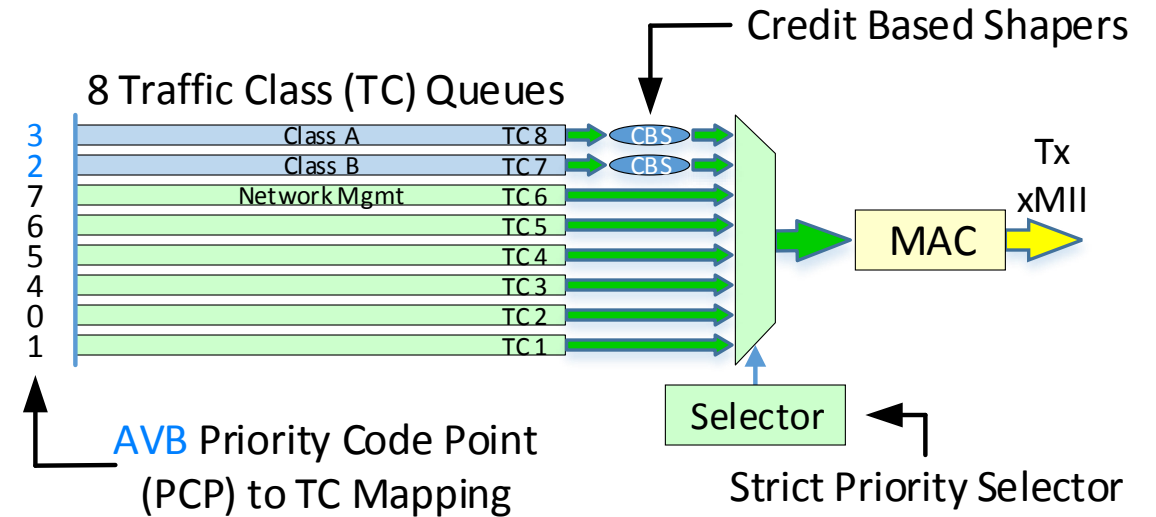 Credit Based Shapers
8 Traffic Class (TC) Queues
3 Class A TC 8 CBS
2 Class B TC 7 CBS
7 Network Mgmt TC 6
6 TC 5
5 TC 4
4 TC 3
0 TC 2
1 TC 1
Tx
xMII
MAC
Selector
AVB Priority Code Point
(PCP) to TC Mapping
Strict Priority Selector